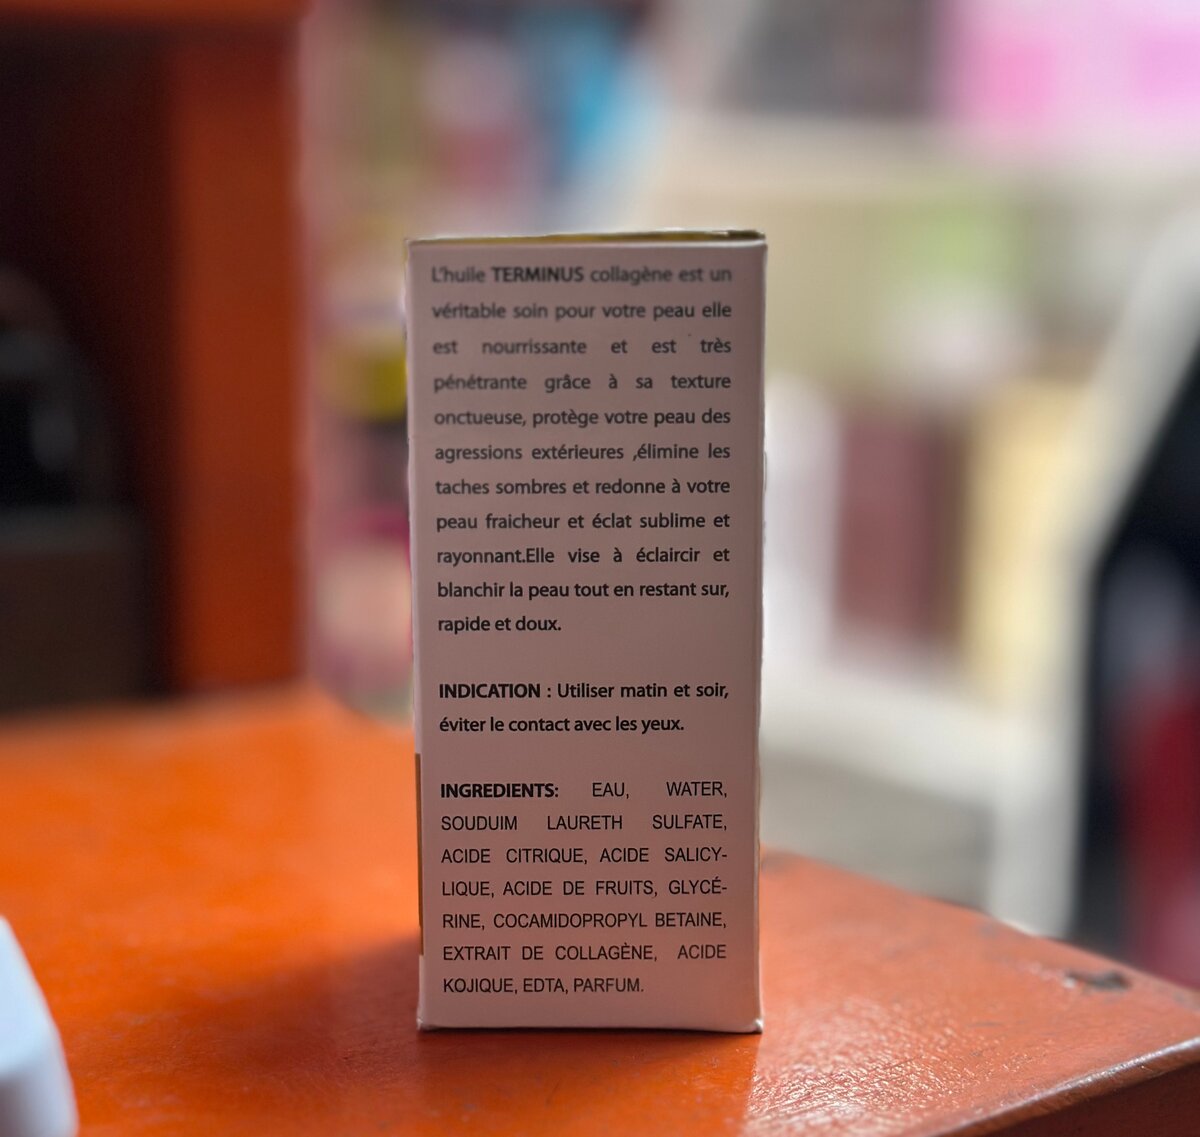 L'huile TERMINUS collagène est un
véritable soin pour votre peau elle
est nourrissante et est très
pénétrante grâce à sa texture
onctueuse, protège votre peau des
agressions extérieures ,élimine les
taches sombres et redonne à votre
peau fraicheur et éclat sublime et
rayonnant.Elle vise à éclaircir et
blanchir la peau tout en restant sur,
rapide et doux.
INDICATION : Utiliser matin et soir,
éviter le contact avec les yeux.
INGREDIENTS: EAU, WATER,
SOUDUIM LAURETH SULFATE,
ACIDE CITRIQUE, ACIDE SALICY-
LIQUE, ACIDE DE FRUITS, GLYCÉ-
RINE, COCAMIDOPROPYL BETAINE,
EXTRAIT DE COLLAGÈNE, ACIDE
KOJIQUE, EDTA, PARFUM.